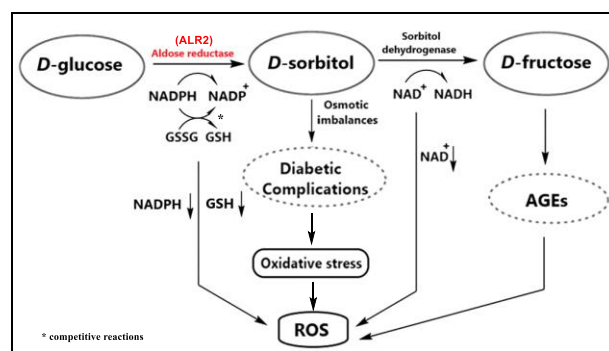 (ALR2)
Aldose reductase
Sorbitol
dehydrogenase
D-glucose
D-sorbitol
D-fructose
NADPH NADP+
*
GSSG GSH
Osmotic
imbalances
NAD+ NADH
Diabetic
Complications
NAD+
NADPH GSH
AGEs
Oxidative stress
ROS
* competitive reactions